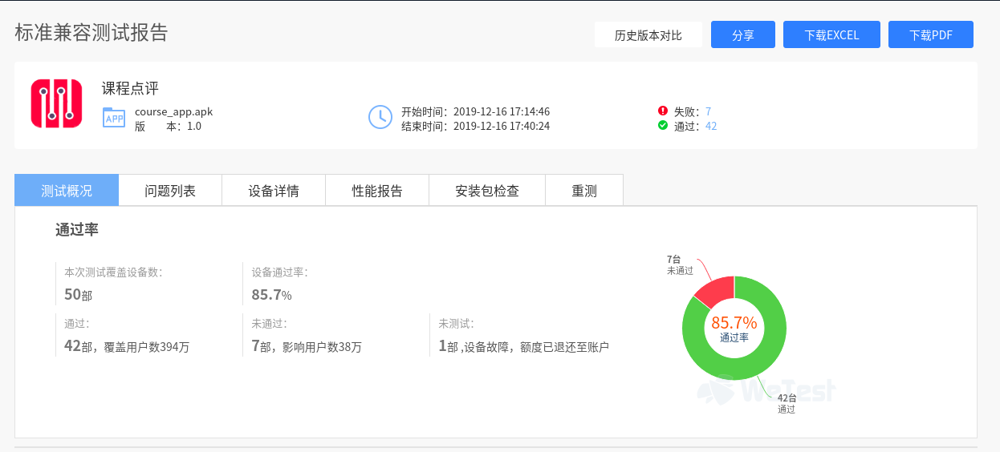 标准兼容测试报告
历史版本对比
分享
下载EXCEL
下载PDF
课程点评
APP
course_app.apk
版 本：1.0
开始时间：2019-12-16 17:14:46
结束时间：2019-12-16 17:40:24
失败：7
通过：42
测试概况
问题列表
设备详情
性能报告
安装包检查
重测
通过率
本次测试覆盖设备数：
50部
设备通过率：
85.7%
通过：
42部，覆盖用户数394万
未通过：
7部，影响用户数38万
未测试：
1部 ,设备故障，额度已退还至账户
7台
未通过
85.7%
通过率
WeTest
42台
通过